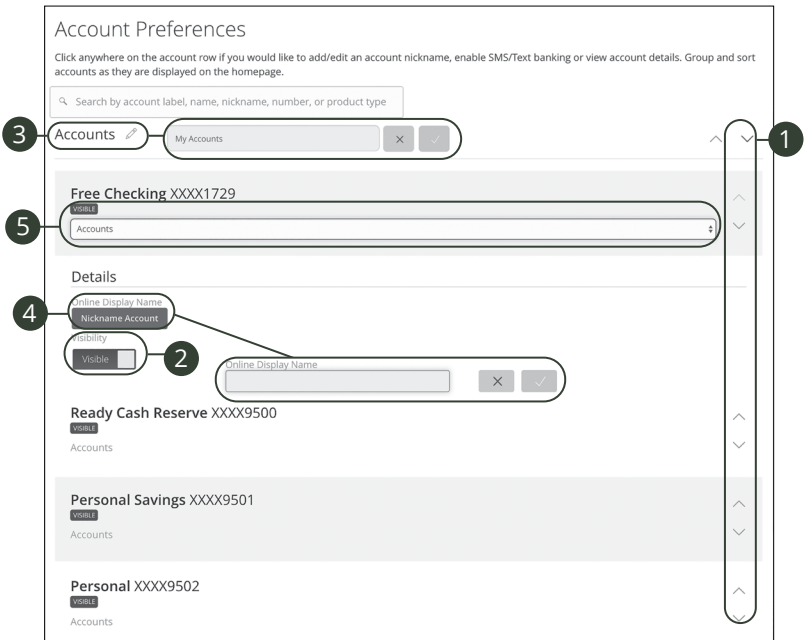 Account Preferences
Click anywhere on the account row if you would like to add/edit an account nickname, enable SMS/Text banking or view account details. Group and sort
accounts as they are displayed on the homepage.
Search by account label, name, nickname, number, or product type
3
Accounts
My Accounts
1
Free Checking XXXX1729
VISIBLE
5
Accounts
Details
Online Display Name
4
Nickname Account
Visibility
Visible
2
Online Display Name
Ready Cash Reserve XXXX9500
VISIBLE
Accounts
Personal Savings XXXX9501
VISIBLE
Accounts
Personal XXXX9502
VISIBLE
Accounts